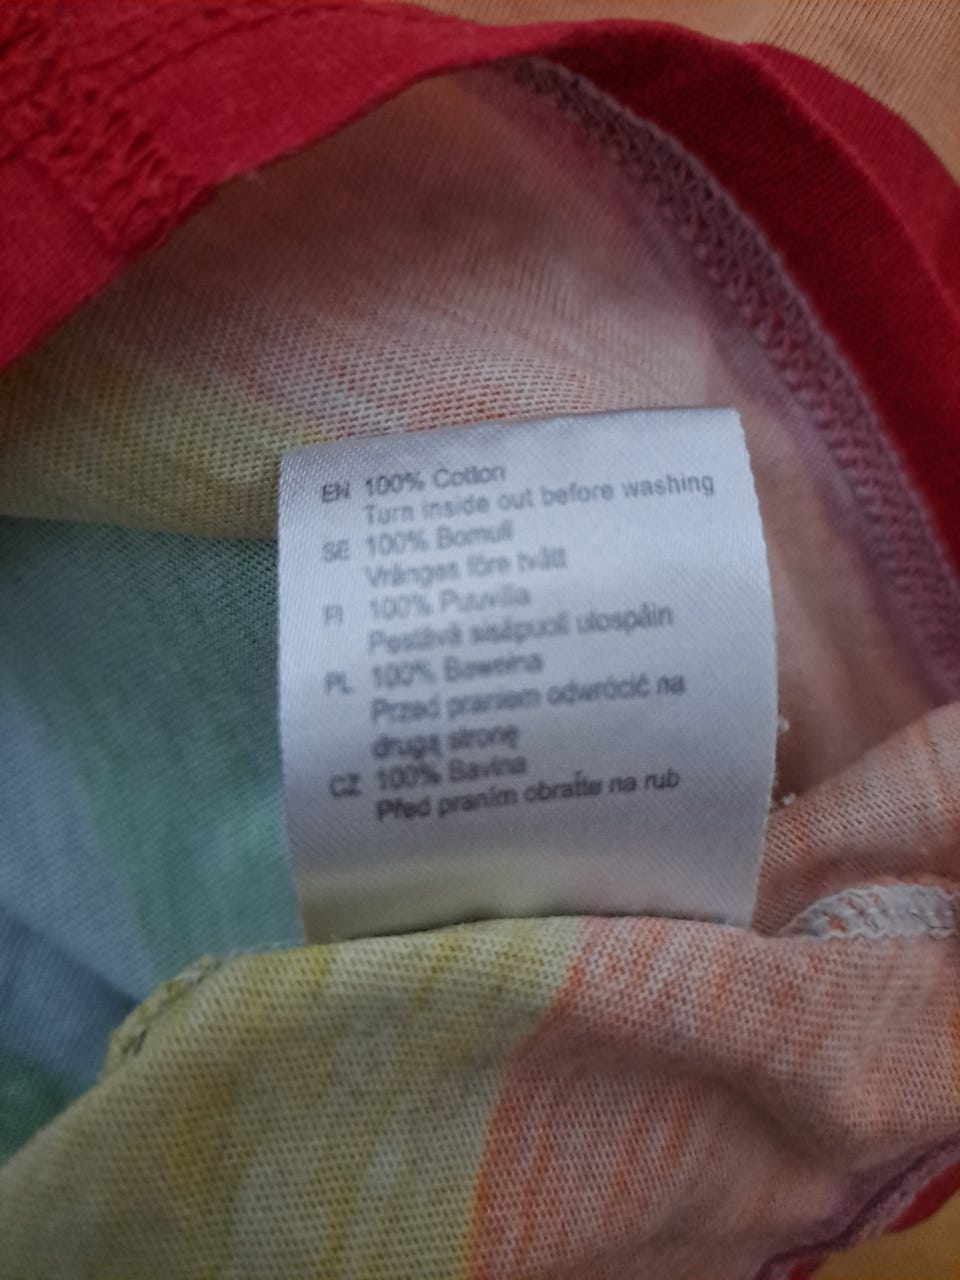 EN 100% Cotton
Turn inside out before washing
SE 100% Bomull
Vränges före tvätt
FI 100% Puuvilla
Pestävä sisäpuoli ulospäin
PL 100% Bawełna
Przed praniem odwrócić na
drugą stronę
CZ 100% Bavlna
Před praním obraťte na rub